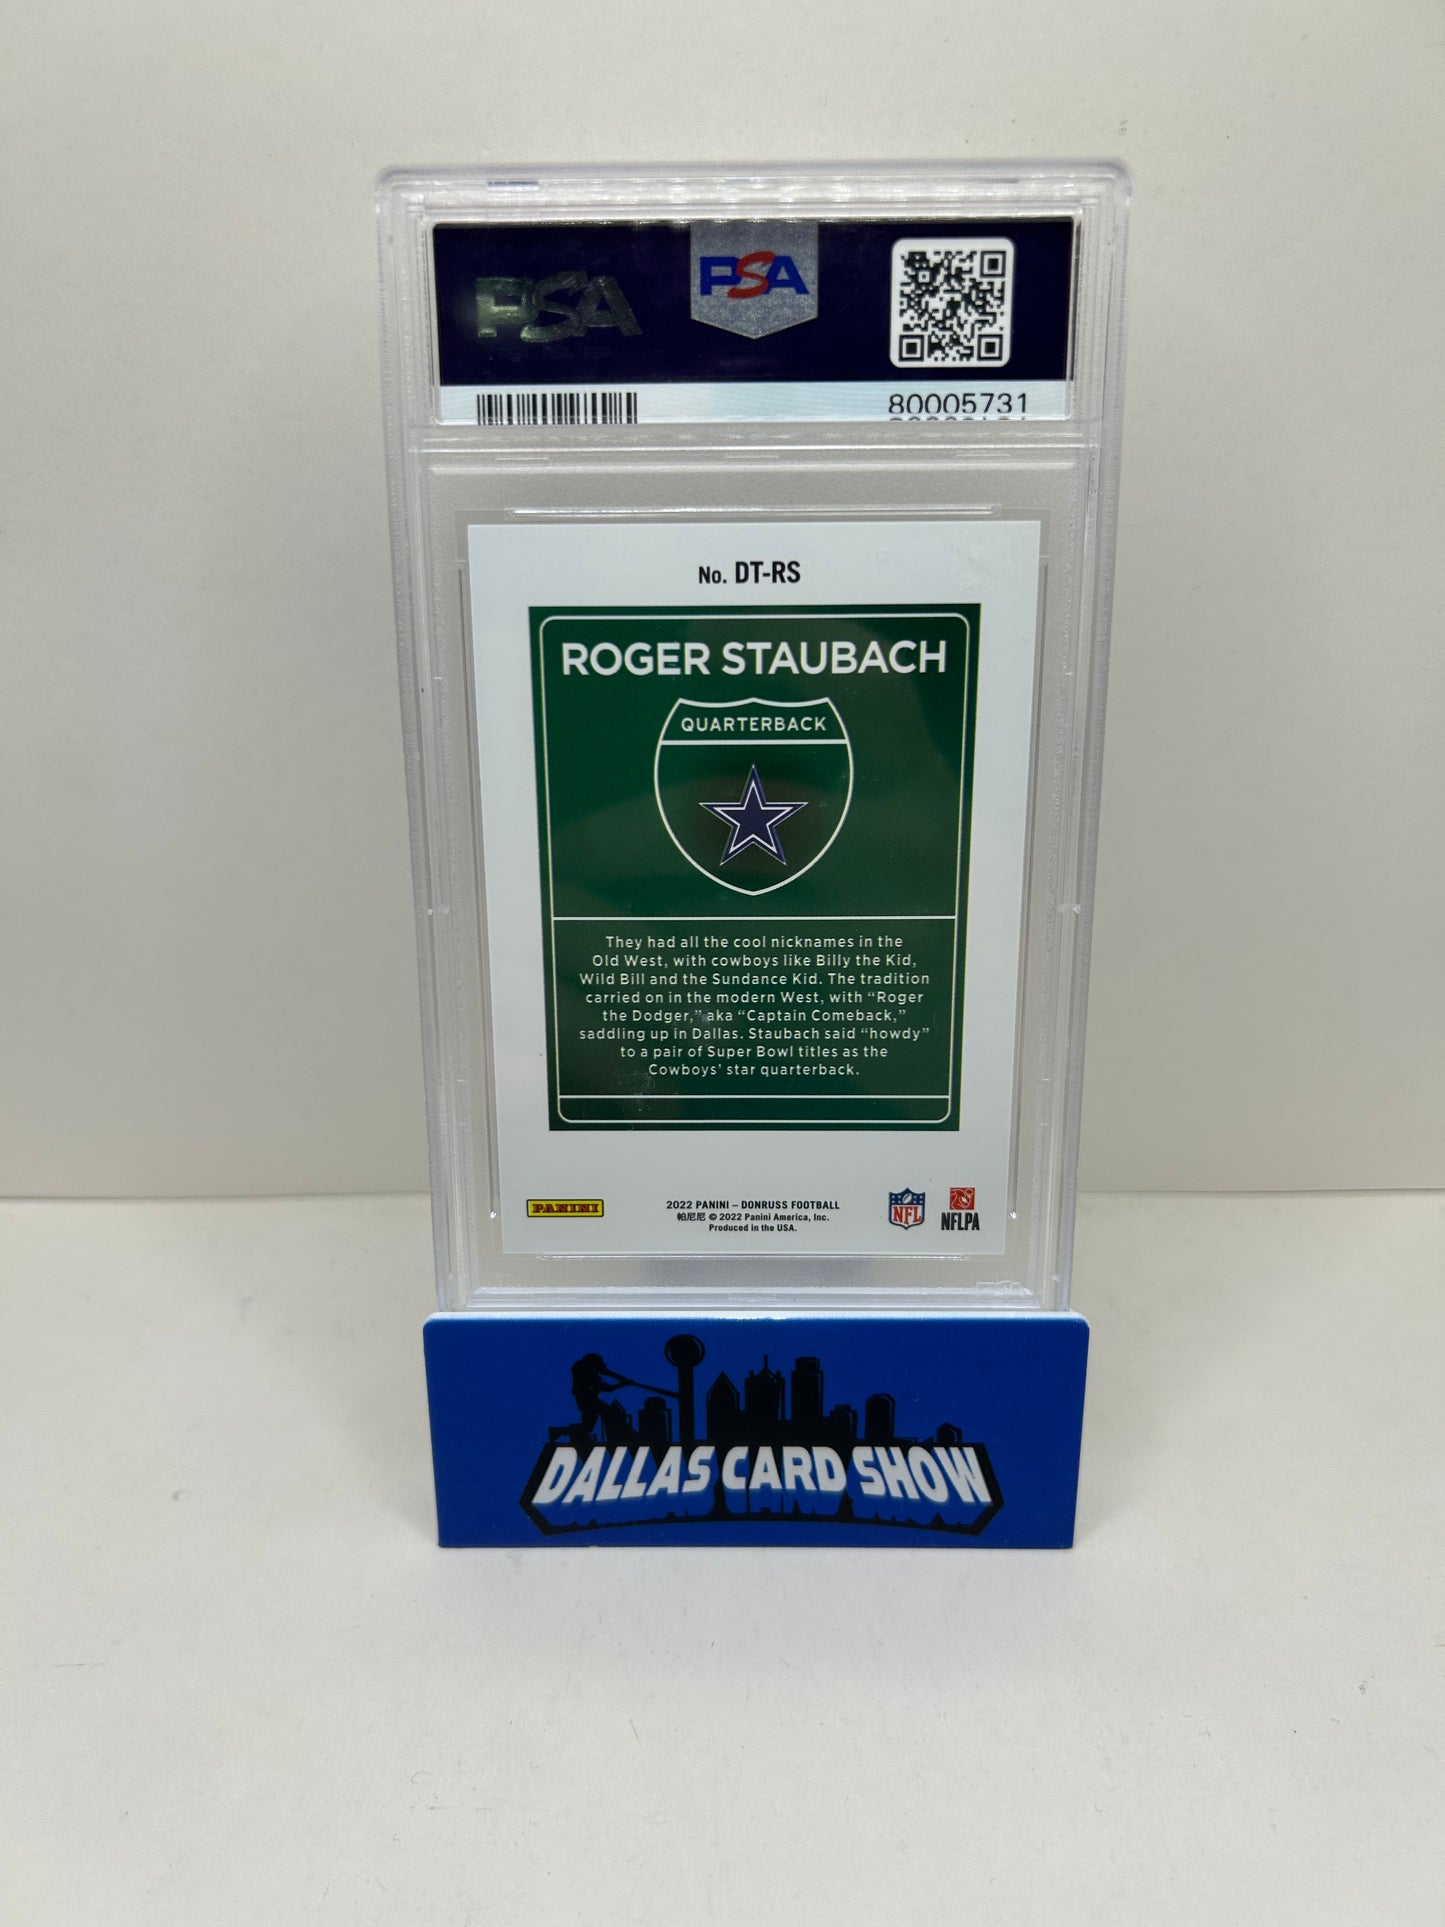 PSA
PSA
80005731
No. DT-RS
ROGER STAUBACH
QUARTERBACK
They had all the cool nicknames in the
Old West, with cowboys like Billy the Kid,
Wild Bill and the Sundance Kid. The tradition
carried on in the modern West, with “Roger
the Dodger,” aka “Captain Comeback,”
saddling up in Dallas. Staubach said “howdy”
to a pair of Super Bowl titles as the
Cowboys’ star quarterback.
PANINI
2022 PANINI – DONRUSS FOOTBALL
帕尼尼 © 2022 Panini America, Inc.
Produced in the USA.
NFL
NFLPA
DALLAS CARD SHOW